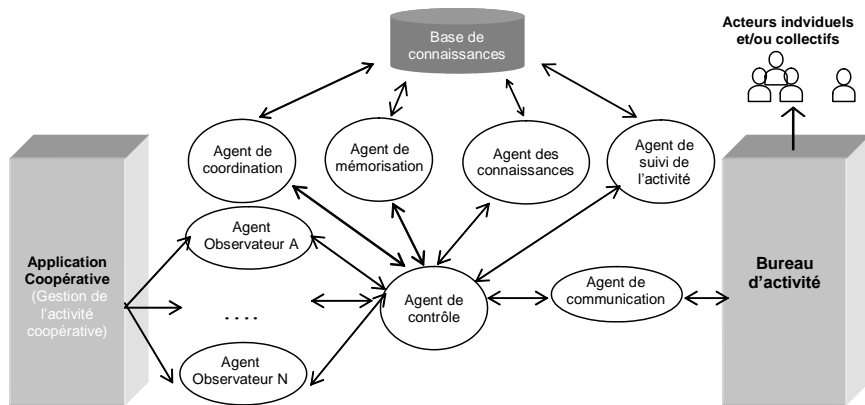 Acteurs indviduels
et/ou collectifs
Base de
connaissances
Agent de
coordination
Agent de
mémorisation
Agent des
connaissances
Agent de
suivi de
l'activité
Application
Coopérative
(Gestion de
l'activité
coopérative)
Agent
Observateur A
. . . .
Agent
Observateur N
Agent de
contrôle
Agent de
communication
Bureau
d'activité